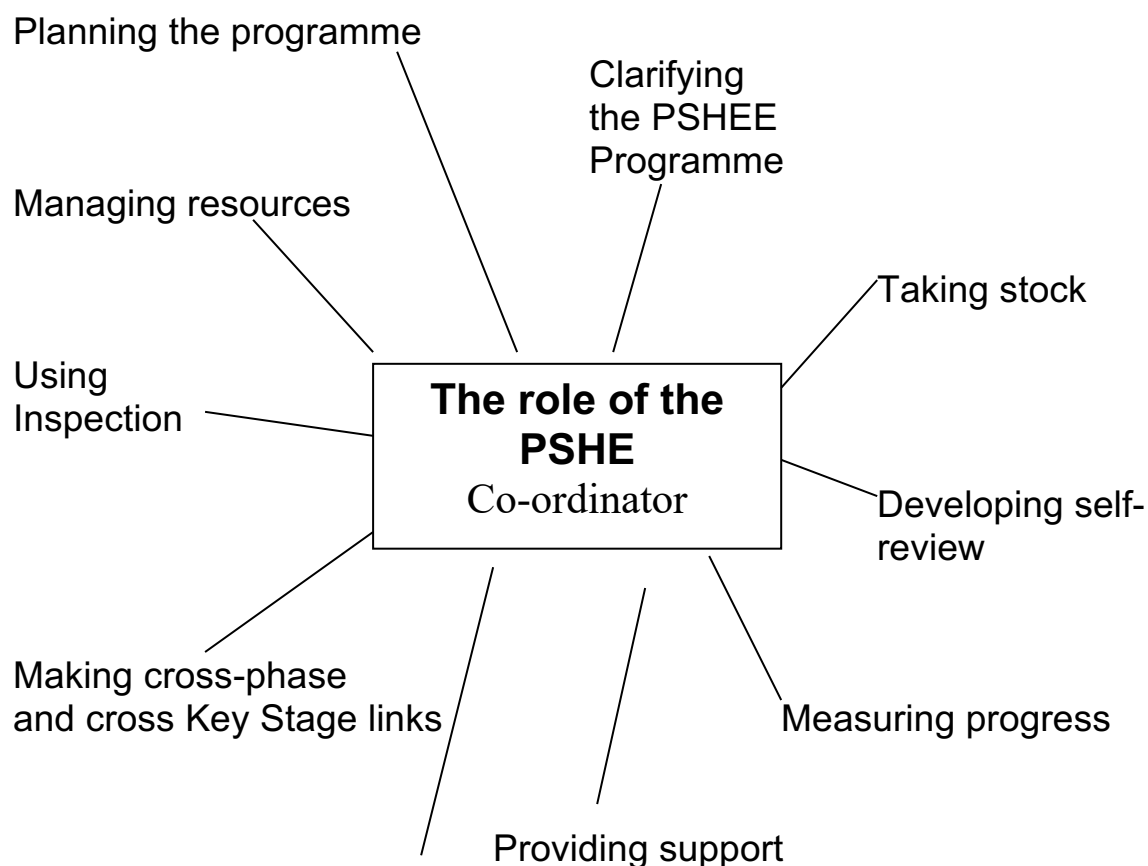 Planning the programme
Clarifying
the PSHEE
Programme
Managing resources
Taking stock
Using
Inspection
The role of the
PSHE
Co-ordinator
Developing self-
review
Making cross-phase
and cross Key Stage links
Measuring progress
Providing support